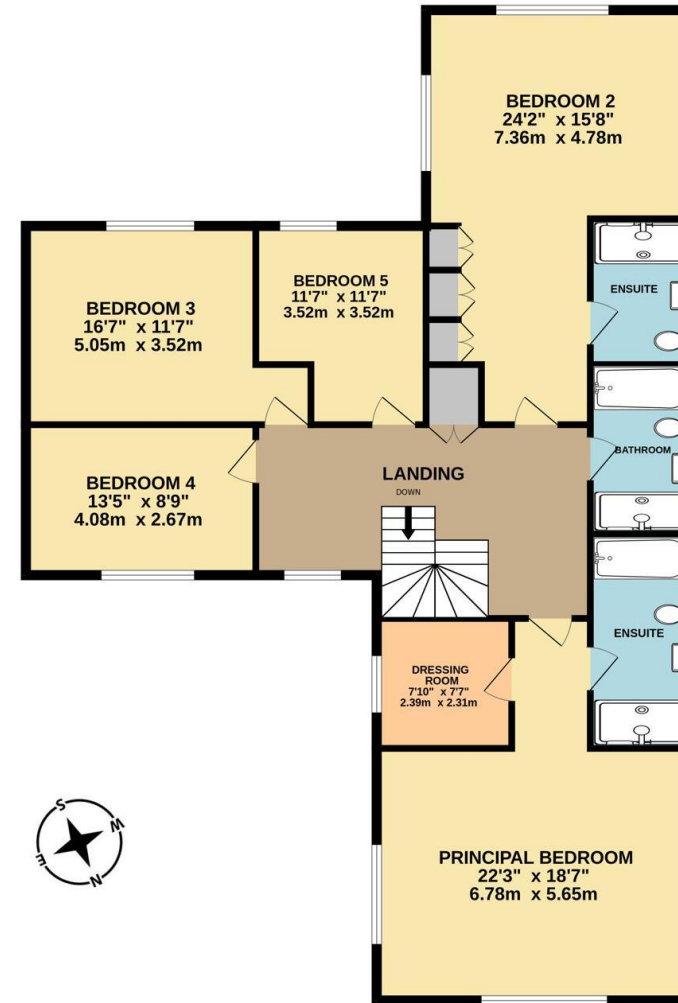 BEDROOM 2
24'2" x 15'8"
7.36m x 4.78m
BEDROOM 3
16'7" x 11'7"
5.05m x 3.52m
BEDROOM 5
11'7" x 11'7"
3.52m x 3.52m
ENSUITE
BEDROOM 4
13'5" x 8'9"
4.08m x 2.67m
LANDING
DOWN
BATHROOM
ENSUITE
DRESSING
ROOM
7'10" x 7'7"
2.39m x 2.31m
PRINCIPAL BEDROOM
22'3" x 18'7"
6.78m x 5.65m
S
W
E
N